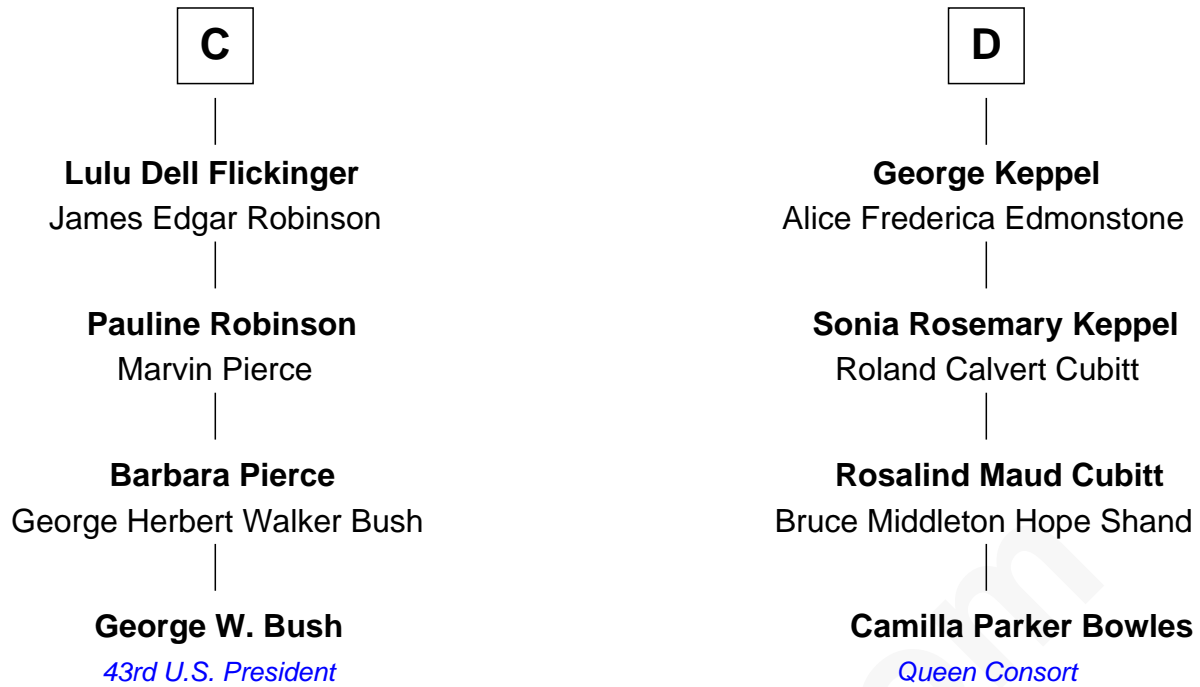 C
Lulu Dell Flickinger
James Edgar Robinson
Pauline Robinson
Marvin Pierce
Barbara Pierce
George Herbert Walker Bush
George W. Bush
43rd U.S. President
D
George Keppel
Alice Frederica Edmonstone
Sonia Rosemary Keppel
Roland Calvert Cubitt
Rosalind Maud Cubitt
Bruce Middleton Hope Shand
Camilla Parker Bowles
Queen Consort